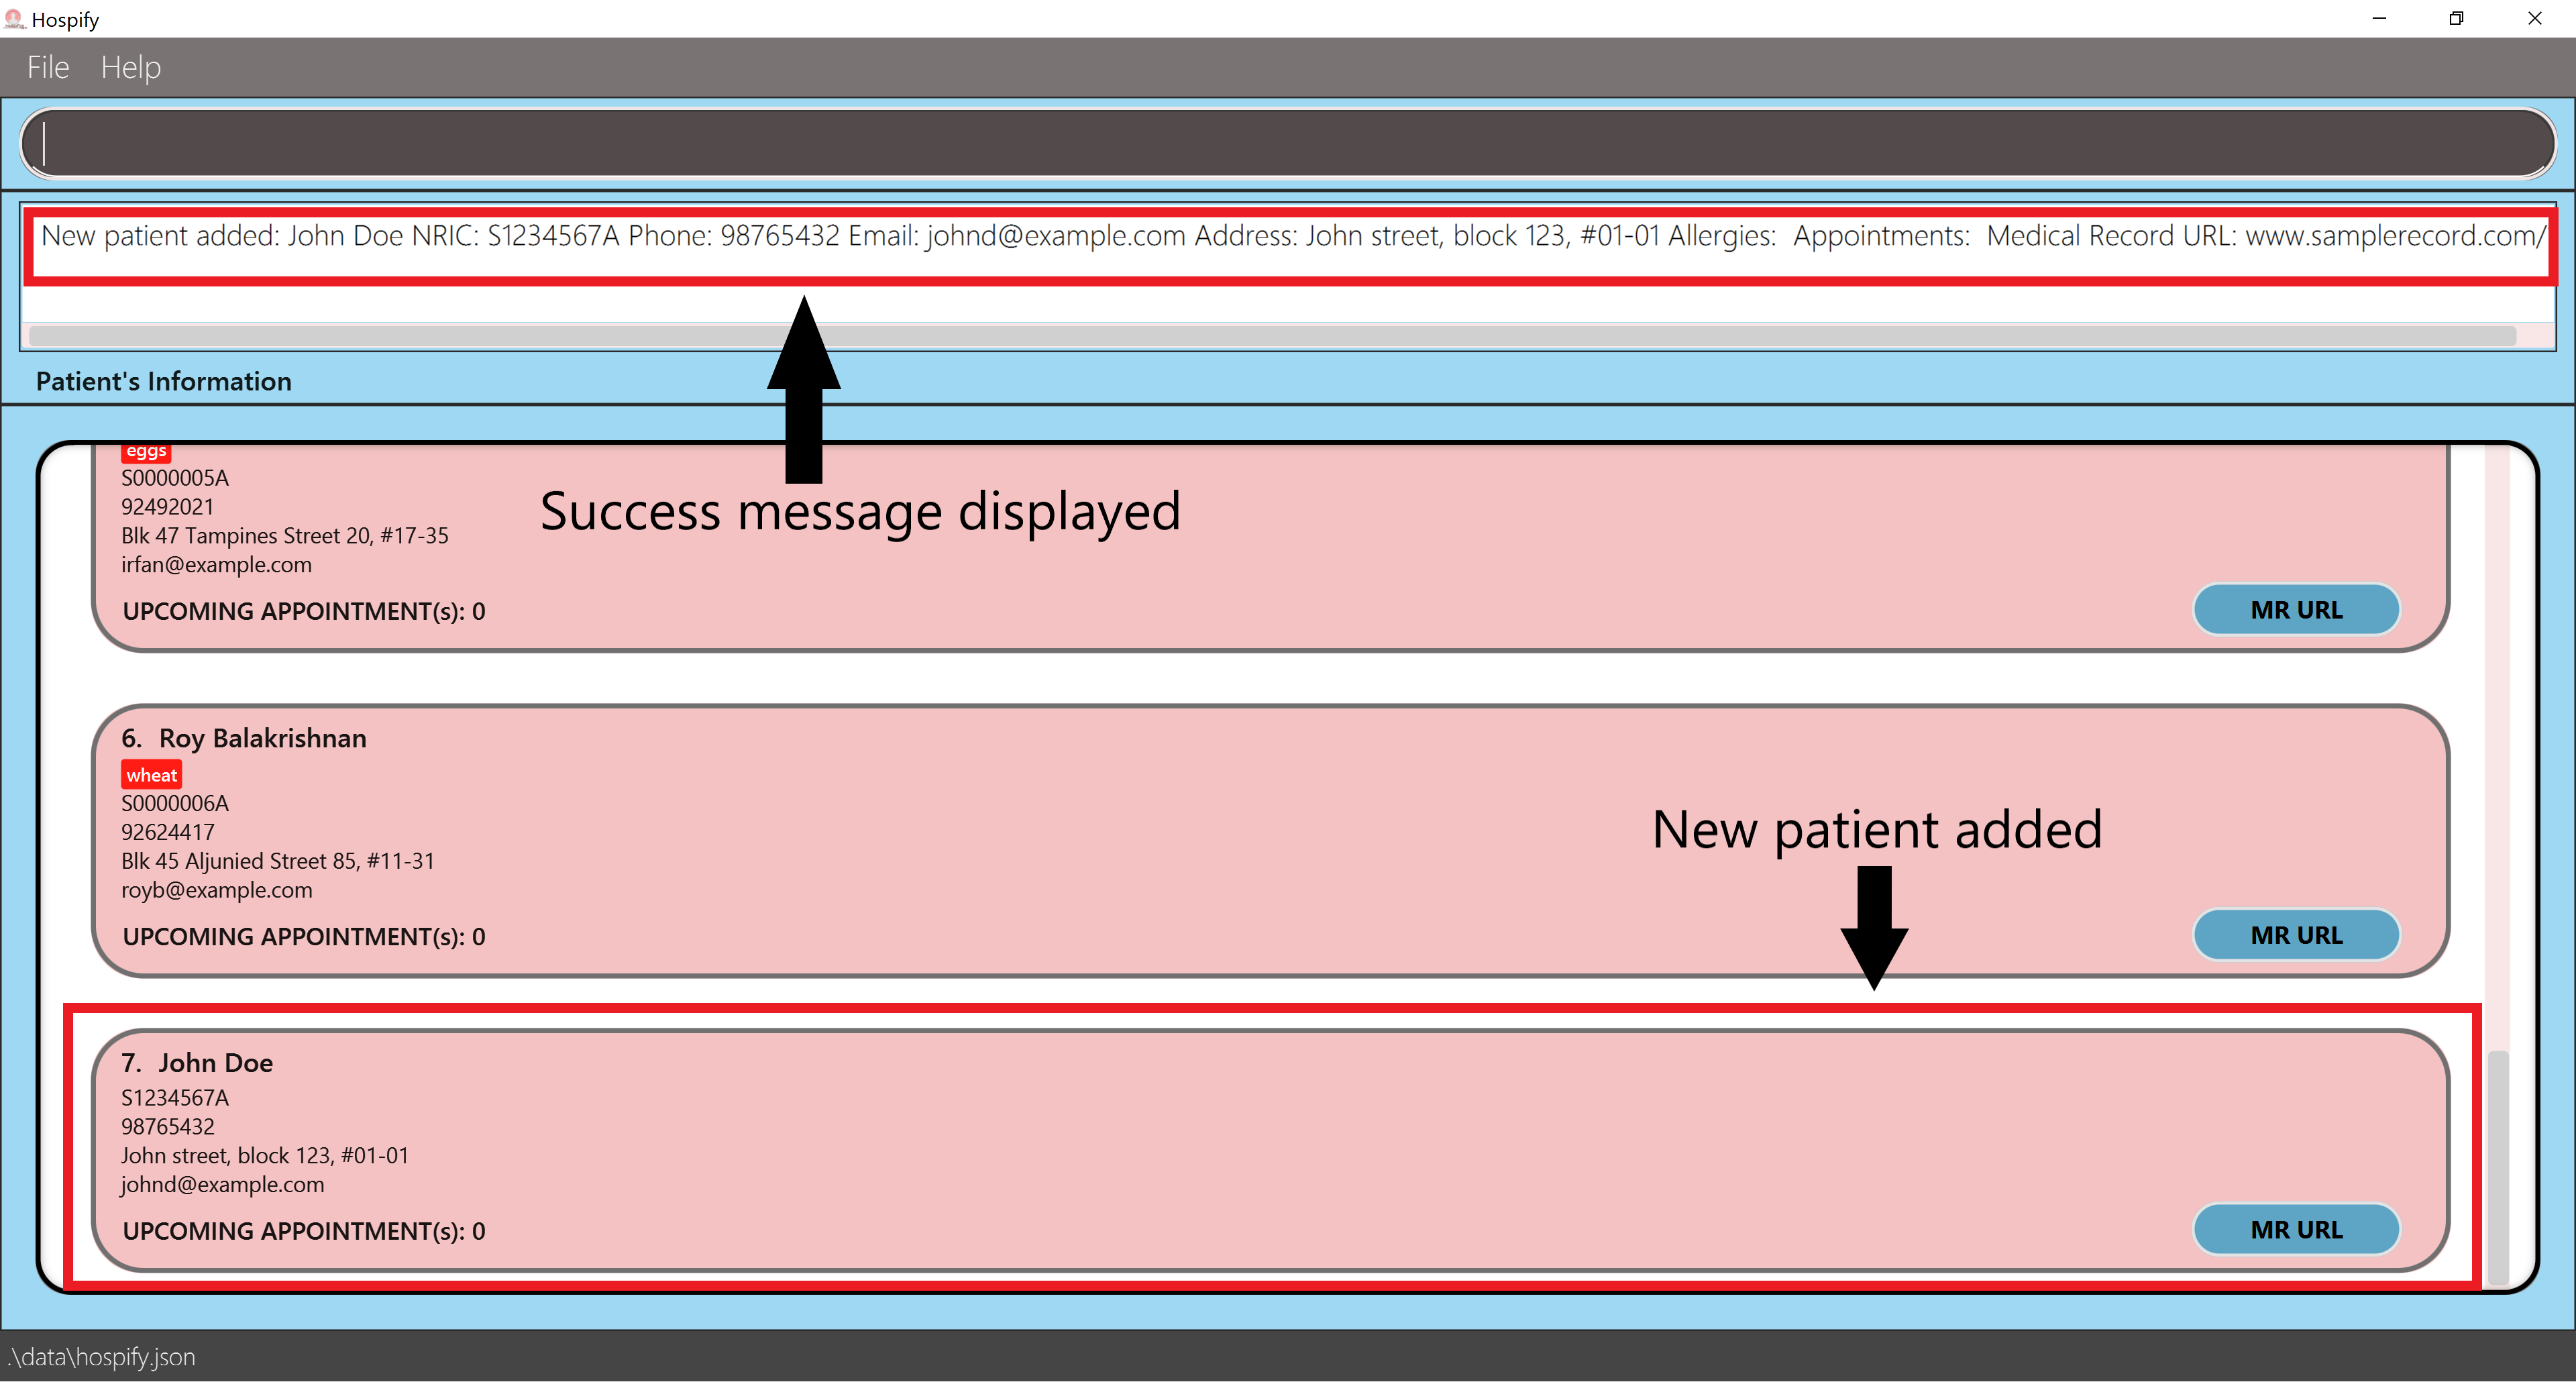 Hospify
File Help
New patient added: John Doe NRIC: S1234567A Phone: 98765432 Email: johnd@example.com Address: John street, block 123, #01-01 Allergies: Appointments: Medical Record URL: www.samplerecord.com/
Patient's Information
eggs
S0000005A
92492021
Blk 47 Tampines Street 20, #17-35
irfan@example.com
UPCOMING APPOINTMENT(s): 0
MR URL
Success message displayed
6. Roy Balakrishnan
wheat
S0000006A
92624417
Blk 45 Aljunied Street 85, #11-31
royb@example.com
UPCOMING APPOINTMENT(s): 0
MR URL
New patient added
7. John Doe
S1234567A
98765432
John street, block 123, #01-01
johnd@example.com
UPCOMING APPOINTMENT(s): 0
MR URL
.\data\hospify.json